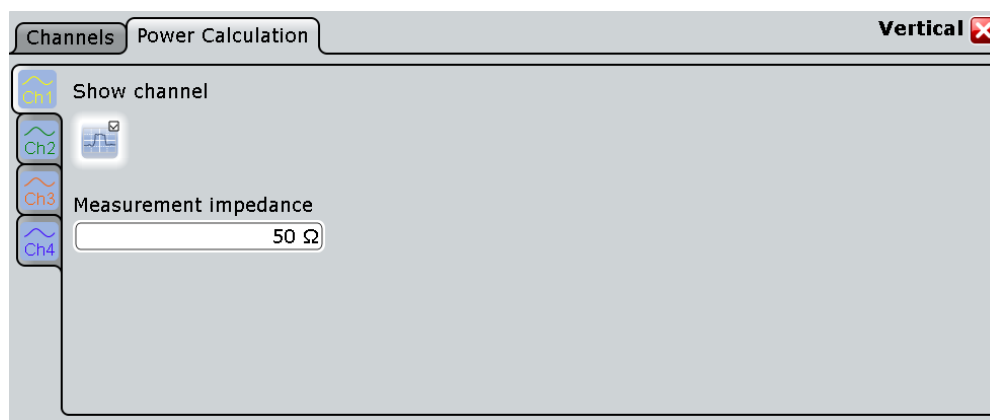 Channels Power Calculation Vertical
Ch1 Show channel
Ch2
Ch3 Measurement impedance
50 Ω
Ch4